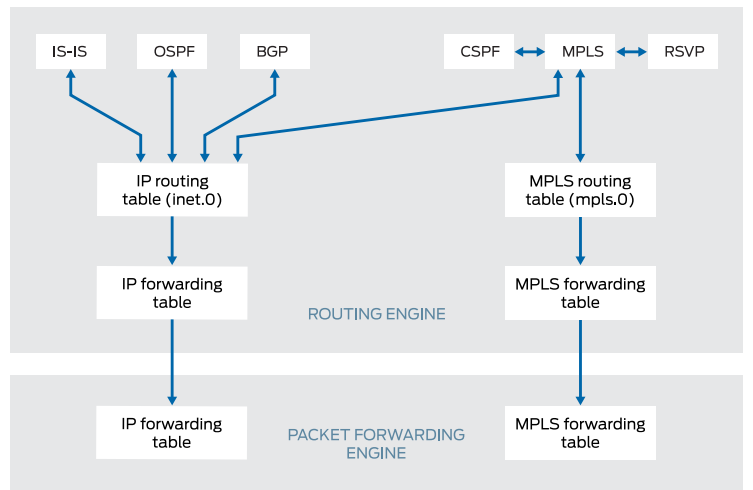 IS-IS
OSPF
BGP
CSPF
MPLS
RSVP
IP routing
table (inet.0)
MPLS routing
table (mpls.0)
IP forwarding
table
MPLS forwarding
table
ROUTING ENGINE
IP forwarding
table
MPLS forwarding
table
PACKET FORWARDING
ENGINE